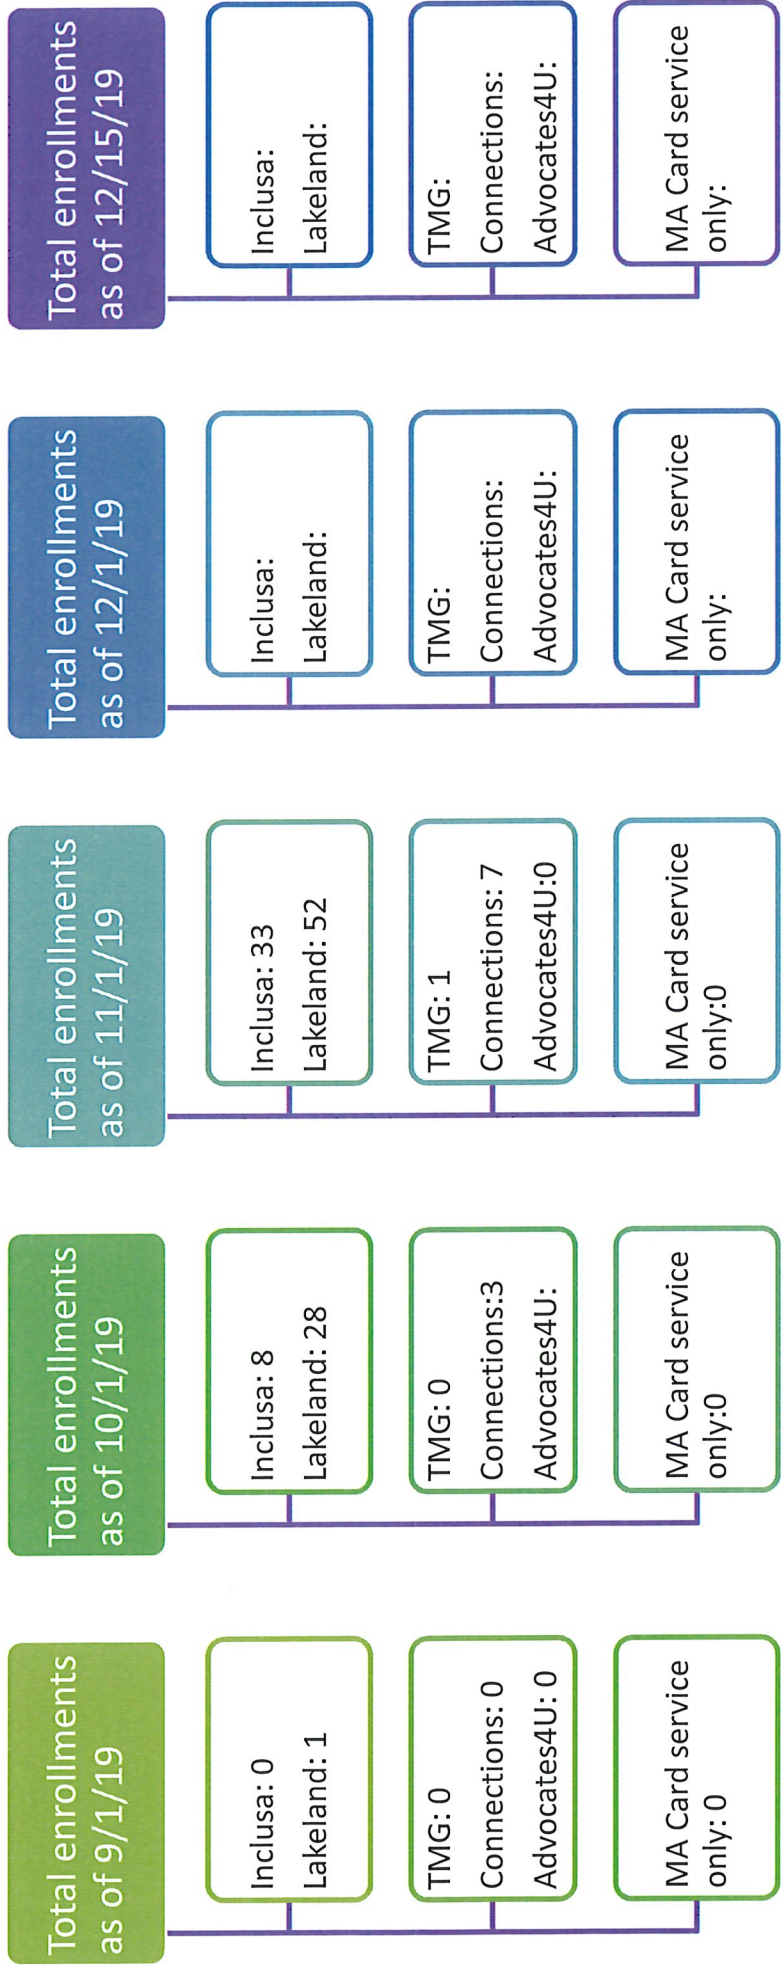 Total enrollments
as of 9/1/19
Inclusa: 0
Lakeland: 1
TMG: 0
Connections: 0
Advocates4U: 0
MA Card service
only: 0
Total enrollments
as of 10/1/19
Inclusa: 8
Lakeland: 28
TMG: 0
Connections:3
Advocates4U:
MA Card service
only:0
Total enrollments
as of 11/1/19
Inclusa: 33
Lakeland: 52
TMG: 1
Connections: 7
Advocates4U:0
MA Card service
only:0
Total enrollments
as of 12/1/19
Inclusa:
Lakeland:
TMG:
Connections:
Advocates4U:
MA Card service
only:
Total enrollments
as of 12/15/19
Inclusa:
Lakeland:
TMG:
Connections:
Advocates4U:
MA Card service
only: